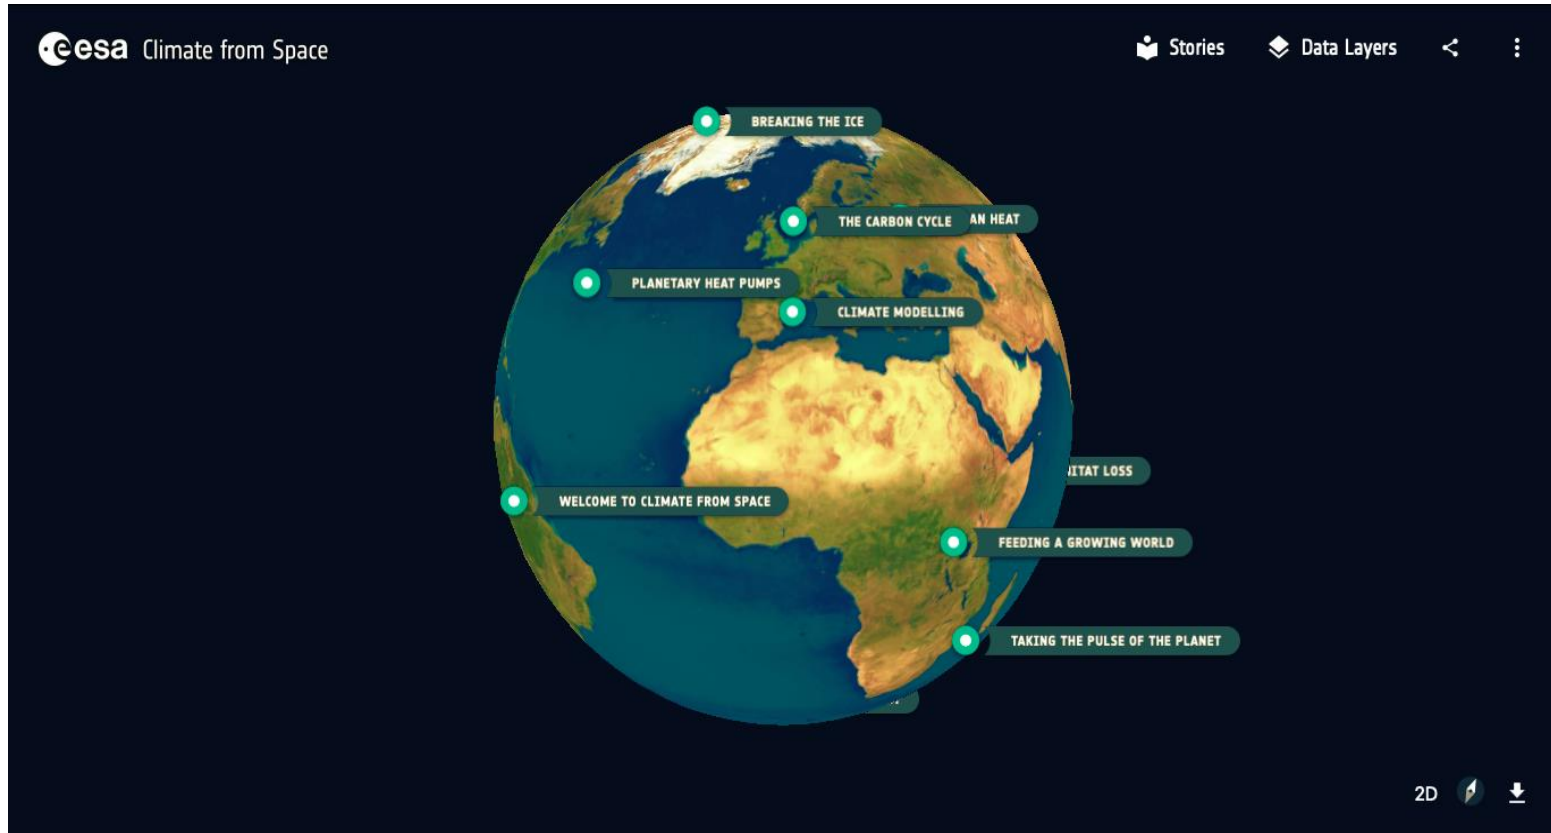 esa Climate from Space
Stories
Data Layers
BREAKING THE ICE
THE CARBON CYCLE
AN HEAT
PLANETARY HEAT PUMPS
CLIMATE MODELLING
ITAT LOSS
WELCOME TO CLIMATE FROM SPACE
FEEDING A GROWING WORLD
TAKING THE PULSE OF THE PLANET
2D